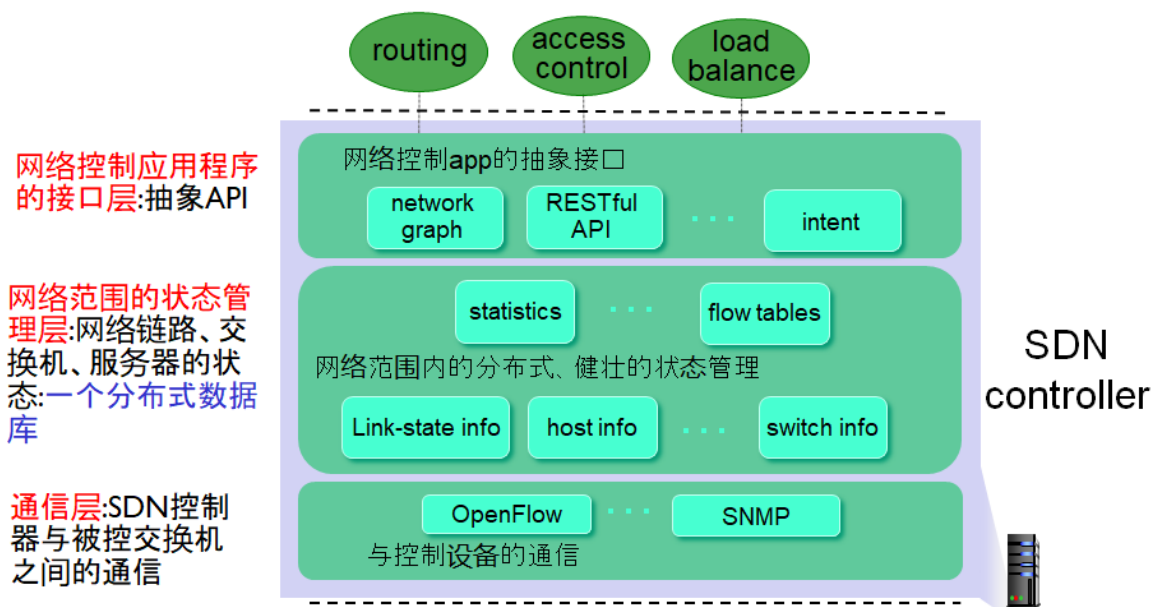 routing
access
control
load
balance
网络控制应用程序
的接口层:抽象API
网络控制app的抽象接口
network
graph
RESTful
API
. . .
intent
网络范围的状态管
理层:网络链路、交
换机、服务器的状
态:一个分布式数据
库
statistics
. . .
flow tables
网络范围内的分布式、健壮的状态管理
Link-state info
host info
. . .
switch info
SDN
controller
通信层:SDN控制
器与被控交换机
之间的通信
OpenFlow
. . .
SNMP
与控制设备的通信